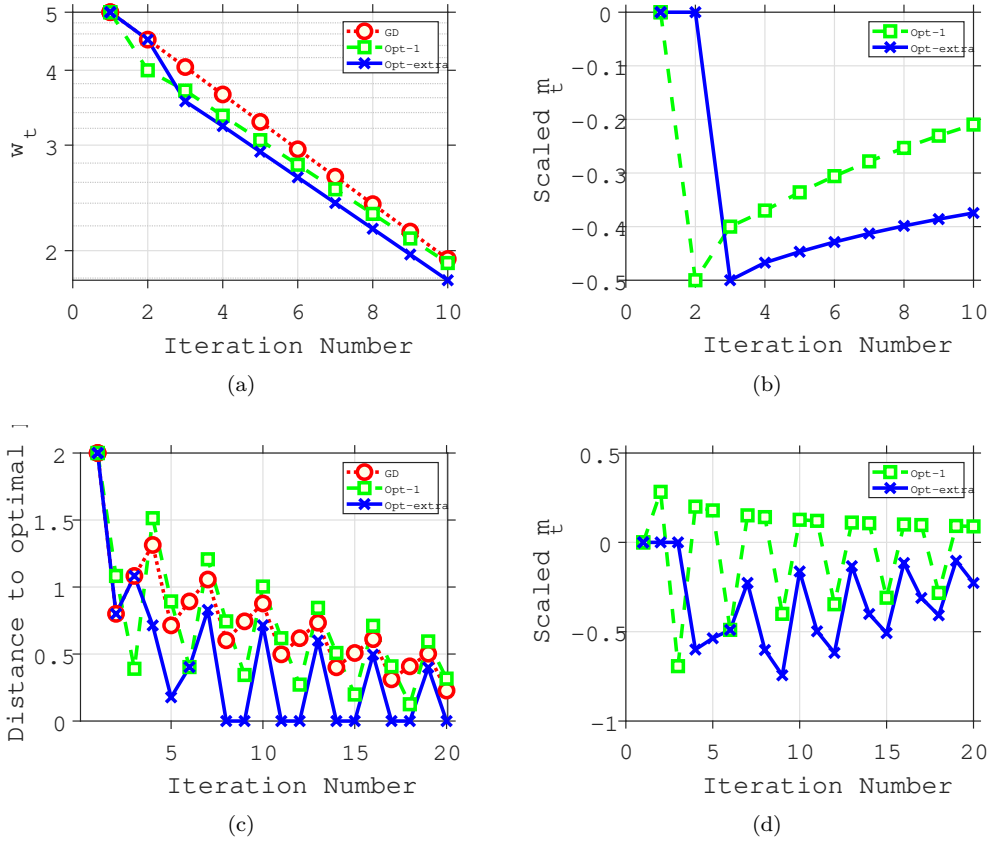 5
4
3
2
0
2
4
6
8
10
w_t
Iteration Number
GD
Opt-1
Opt-extra
(a)
0
-0.1
-0.2
-0.3
-0.4
-0.5
0
2
4
6
8
10
Scaled m_t
Iteration Number
Opt-1
Opt-extra
(b)
2
1.5
1
0.5
0
5
10
15
20
Distance to optimal
Iteration Number
GD
Opt-1
Opt-extra
(c)
0.5
0
-0.5
-1
0
5
10
15
20
Scaled m_t
Iteration Number
Opt-1
Opt-extra
(d)